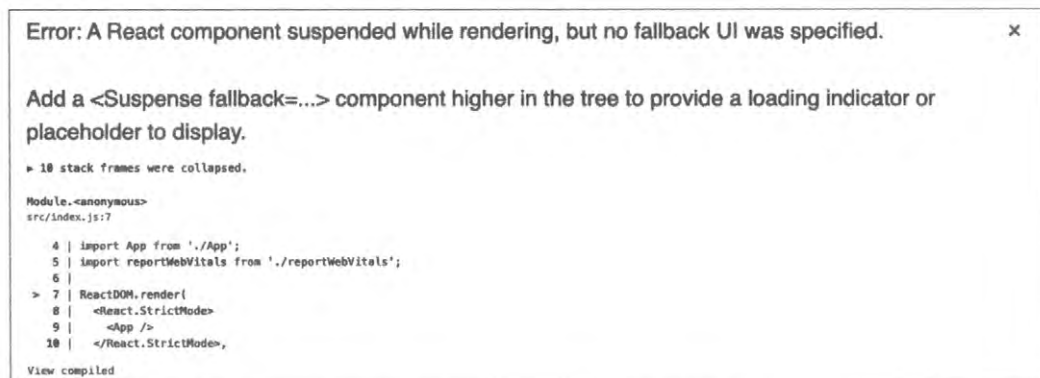 Error: A React component suspended while rendering, but no fallback UI was specified.
×
Add a <Suspense fallback=...> component higher in the tree to provide a loading indicator or
placeholder to display.
▶ 10 stack frames were collapsed.
Module.<anonymous>
src/index.js:7
4 | import App from './App';
5 | import reportWebVitals from './reportWebVitals';
6 |
> 7 | ReactDOM.render(
8 | <React.StrictMode>
9 | <App />
10 | </React.StrictMode>,
View compiled